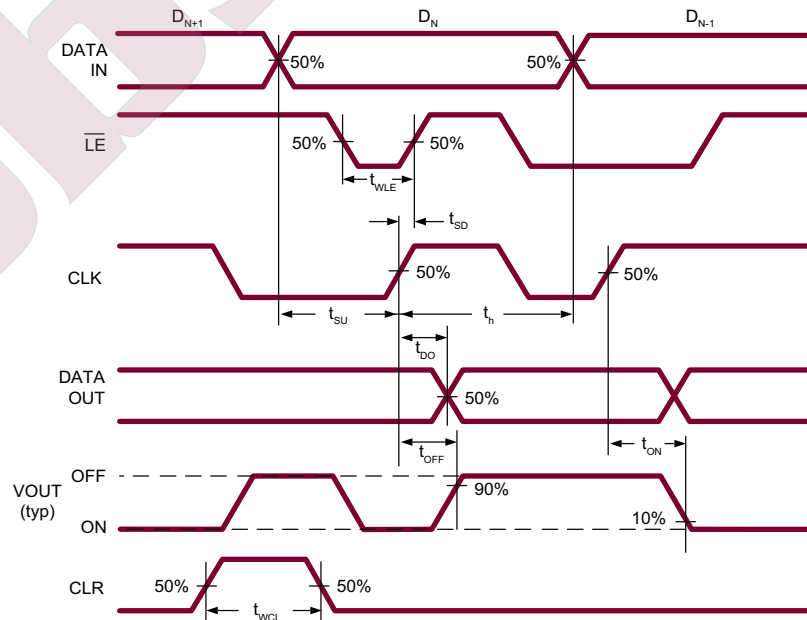 D_N+1 D_N D_N-1
DATA IN 50% 50%
L̅E̅ 50% 50%
t_WLE
t_SD
CLK 50% 50%
t_SU t_h
t_DO
DATA OUT 50%
t_OFF t_ON
VOUT (typ) OFF 90%
ON 10%
CLR 50% 50%
t_WCL